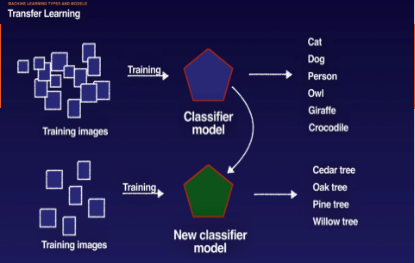 MACHINE LEARNING TYPES AND MODELS
Transfer Learning
Training
Training images
Classifier
model
Cat
Dog
Person
Owl
Giraffe
Crocodile
Training
Training images
New classifier
model
Cedar tree
Oak tree
Pine tree
Willow tree